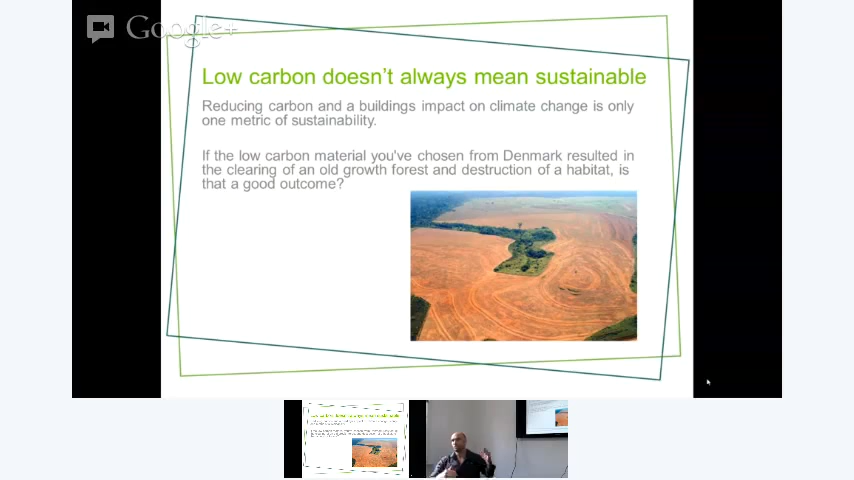 Google+
Low carbon doesn't always mean sustainable
Reducing carbon and a buildings impact on climate change is only
one metric of sustainability.
If the low carbon material you've chosen from Denmark resulted in
the clearing of an old growth forest and destruction of a habitat, is
that a good outcome?